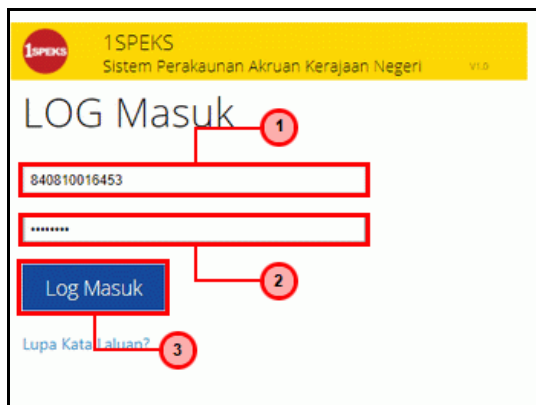 1SPEKS
1SPEKS
Sistem Perakaunan Akruan Kerajaan Negeri V1.0
LOG Masuk
1
840810016453
••••••••
2
Log Masuk
Lupa Kata Laluan?
3